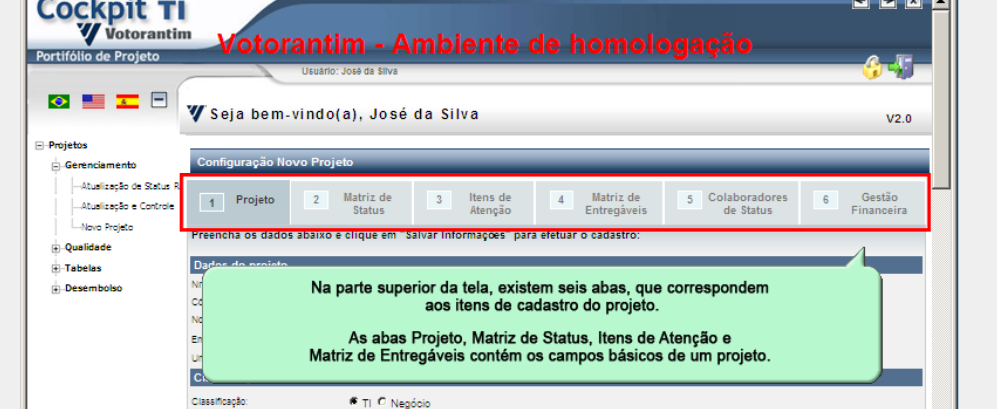 Cockpit TI
Votorantim
Votorantim - Ambiente de homologação
Portifólio de Projeto
Usuário: José da Silva
Seja bem-vindo(a), José da Silva
V2.0
Projetos
Gerenciamento
Atualização de Status R
Atualização e Controle
Novo Projeto
Qualidade
Tabelas
Desembolso
Configuração Novo Projeto
1 Projeto
2 Matriz de Status
3 Itens de Atenção
4 Matriz de Entregáveis
5 Colaboradores de Status
6 Gestão Financeira
Preencha os dados abaixo e clique em "Salvar Informações" para efetuar o cadastro:
Dados do projeto
Na parte superior da tela, existem seis abas, que correspondem
aos itens de cadastro do projeto.
As abas Projeto, Matriz de Status, Itens de Atenção e
Matriz de Entregáveis contém os campos básicos de um projeto.
Classificação:
TI
Negócio